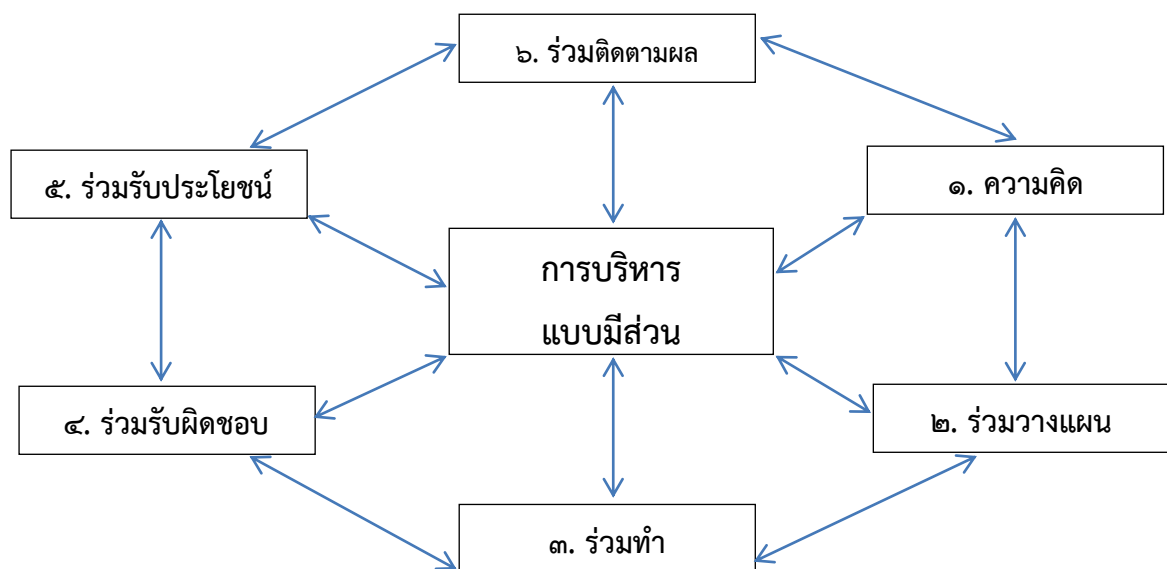 ๖. ร่วมติดตามผล
๕. ร่วมรับประโยชน์
๑. ความคิด
การบริหาร
แบบมีส่วน
๔. ร่วมรับผิดชอบ
๒. ร่วมวางแผน
๓. ร่วมทำ